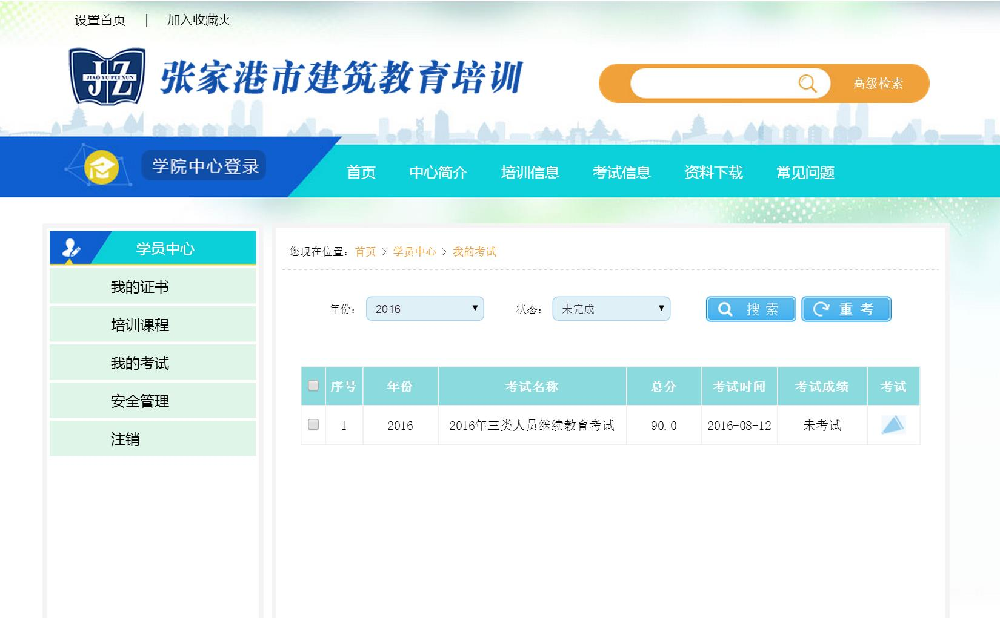 设置首页 | 加入收藏夹
JZ
JIAO YU PEI XUN
张家港市建筑教育培训
高级检索
学院中心登录
首页 中心简介 培训信息 考试信息 资料下载 常见问题
学员中心
我的证书
培训课程
我的考试
安全管理
注销
您现在位置：首页 > 学员中心 > 我的考试
年份： 2016 ▼ 状态： 未完成 ▼ 搜索 重考
序号 年份 考试名称 总分 考试时间 考试成绩 考试
1 2016 2016年三类人员继续教育考试 90.0 2016-08-12 未考试